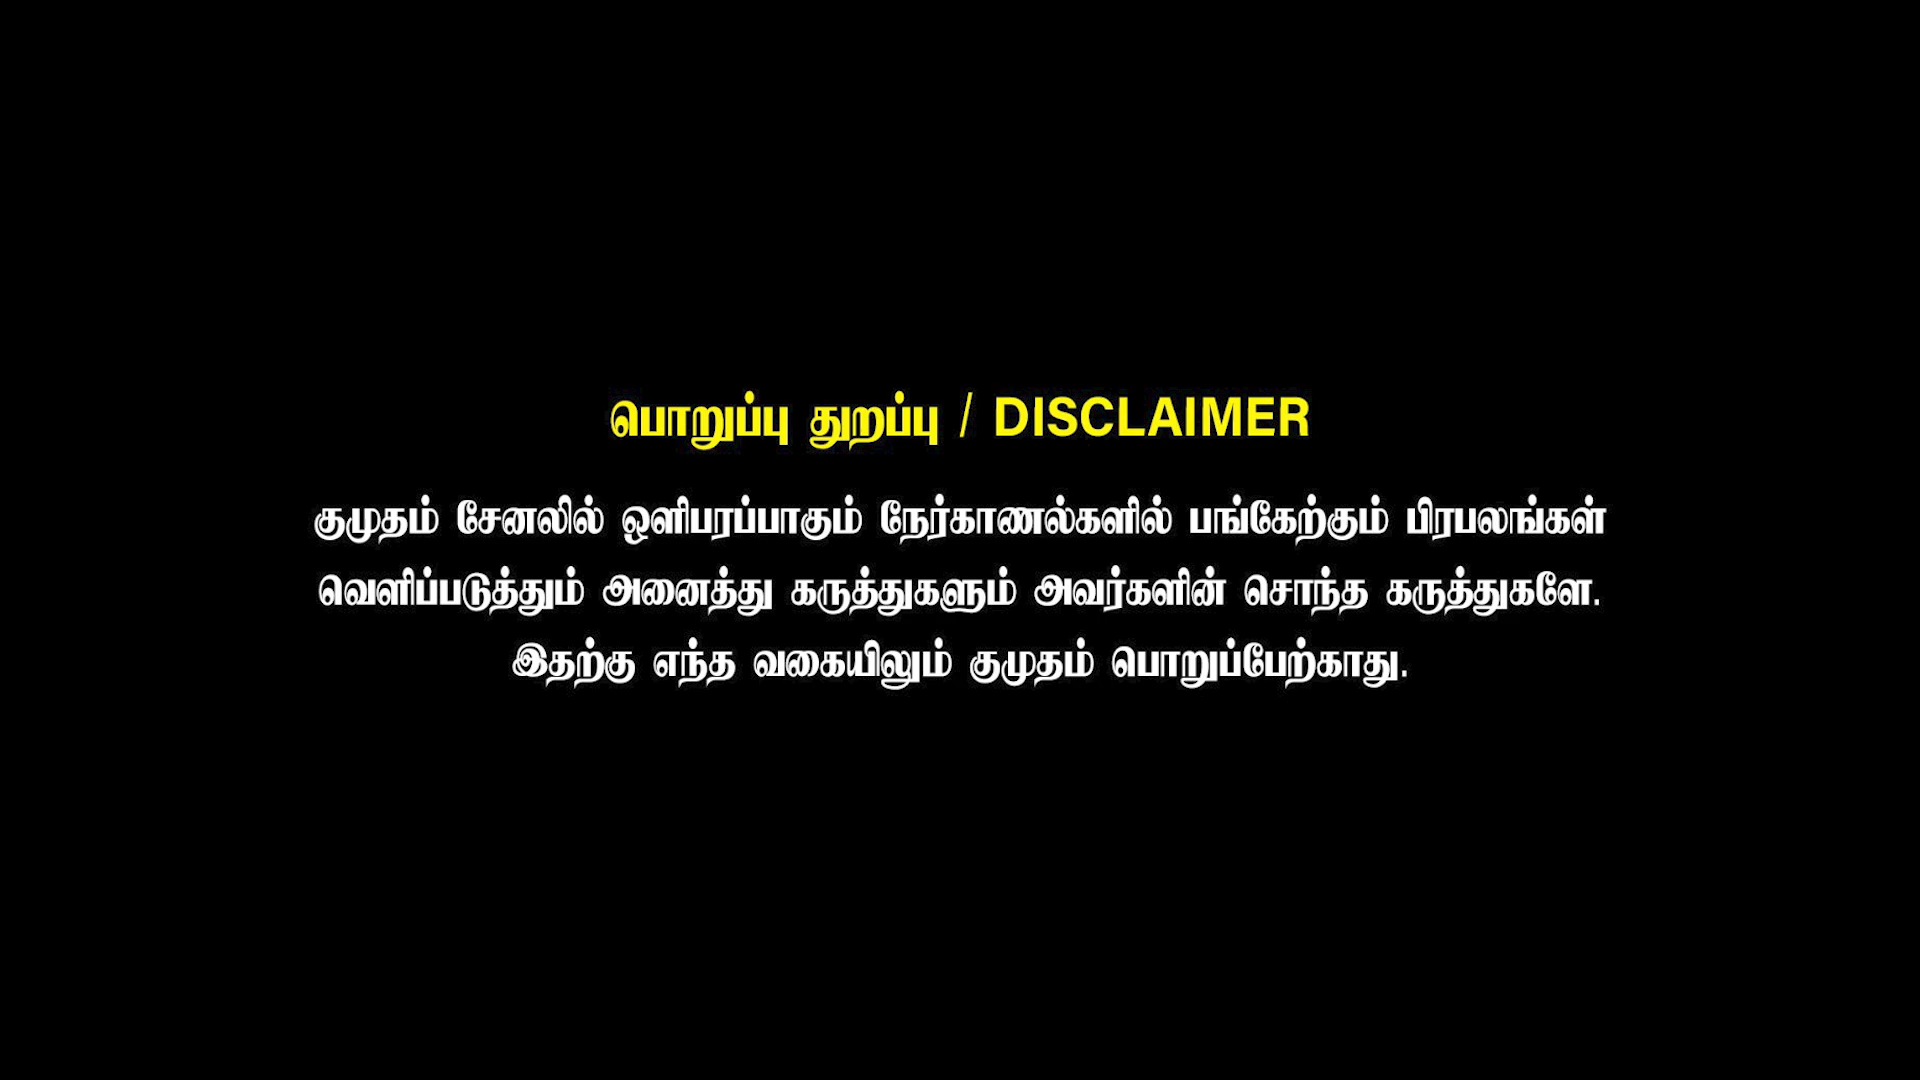 பொறுப்பு துறப்பு / DISCLAIMER
குமுதம் சேனலில் ஒளிபரப்பாகும் நேர்காணல்களில் பங்கேற்கும் பிரபலங்கள்
வெளிப்படுத்தும் அனைத்து கருத்துகளும் அவர்களின் சொந்த கருத்துகளே.
இதற்கு எந்த வகையிலும் குமுதம் பொறுப்பேற்காது.